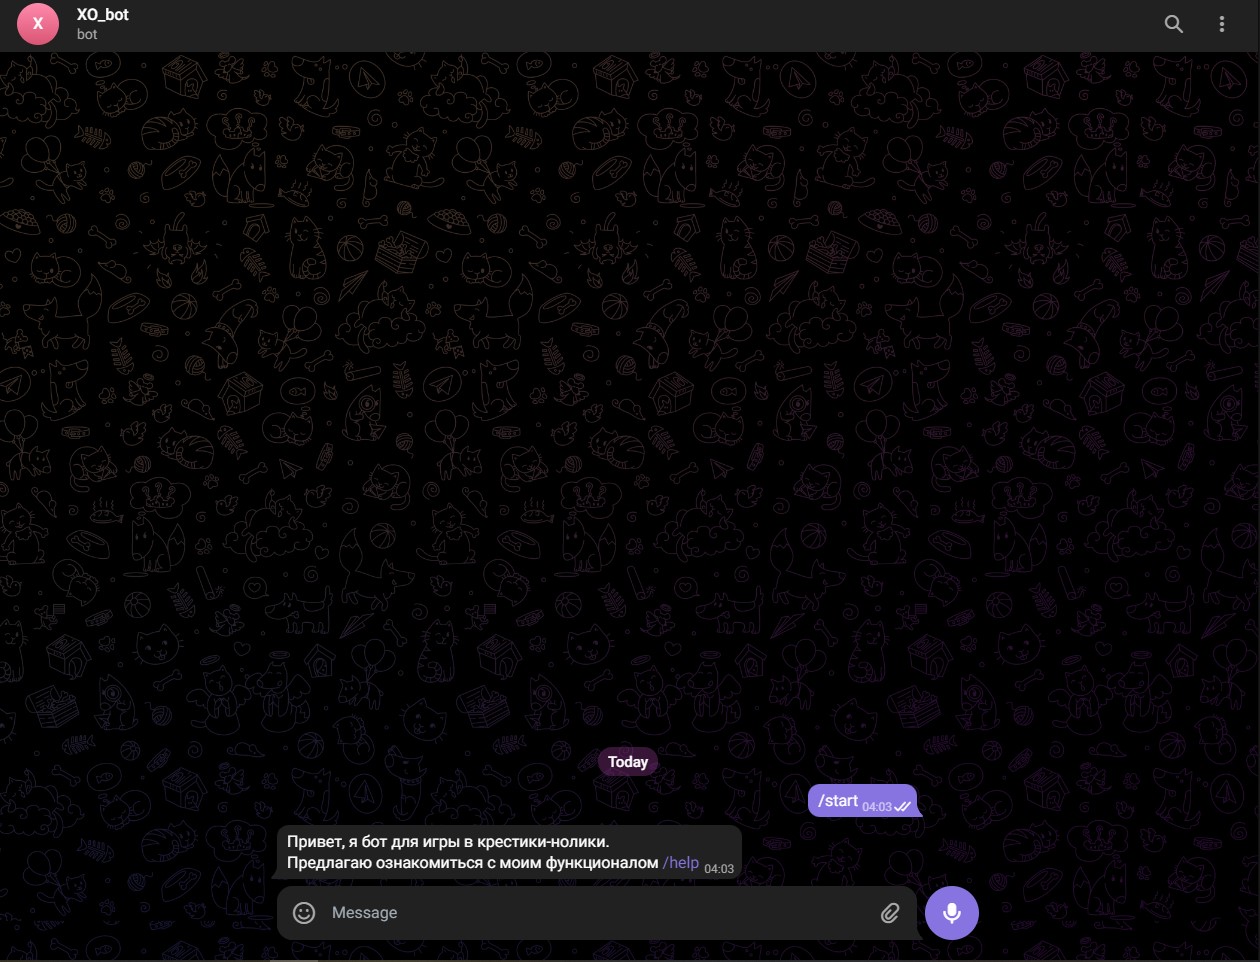 X
XO_bot
bot
Today
/start 04:03
Привет, я бот для игры в крестики-нолики.
Предлагаю ознакомиться с моим функционалом /help 04:03
Message